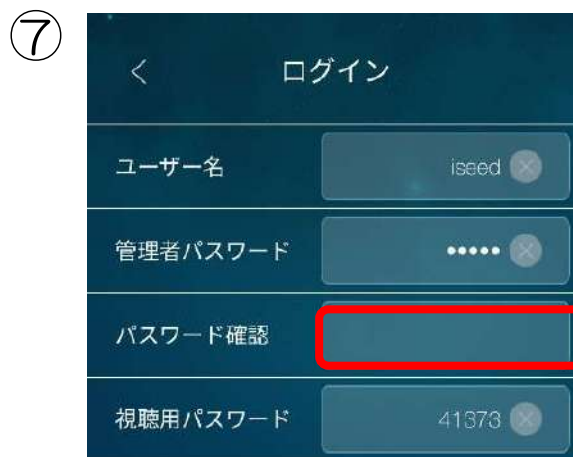 ⑦
ログイン
ユーザー名 iseed
管理者パスワード •••••
パスワード確認
視聴用パスワード 41373